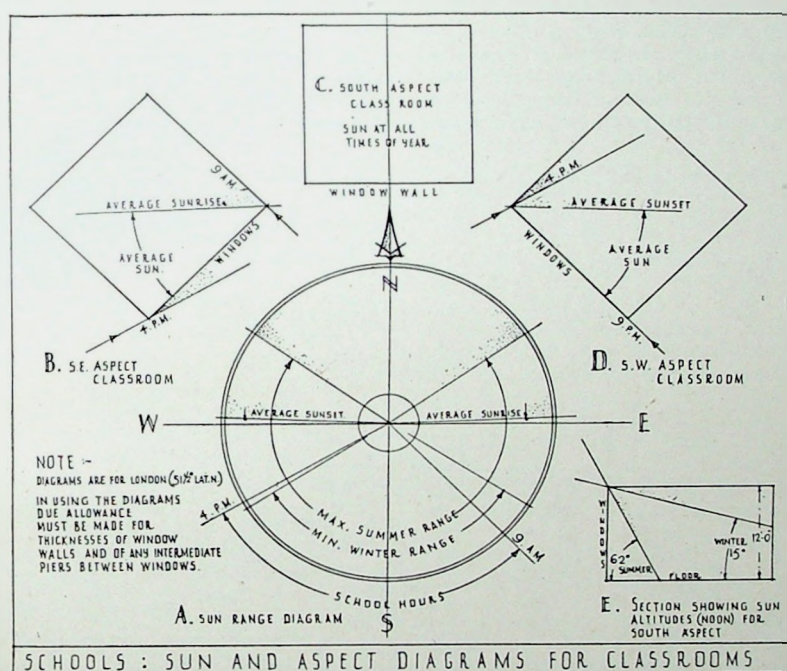 C. SOUTH ASPECT
CLASS ROOM
SUN AT ALL
TIMES OF YEAR
WINDOW WALL
9 AM.
AVERAGE SUNRISE
AVERAGE
SUN.
WINDOWS
4 P.M.
B. S.E. ASPECT
CLASSROOM
4. P.M.
AVERAGE SUNSET
WINDOWS
AVERAGE
SUN
9 P.M.
D. S.W. ASPECT
CLASSROOM
N
W
AVERAGE SUNSET
AVERAGE SUNRISE
E
NOTE :-
DIAGRAMS ARE FOR LONDON (51½° LAT.N)
IN USING THE DIAGRAMS
DUE ALLOWANCE
MUST BE MADE FOR
THICKNESSES OF WINDOW
WALLS AND OF ANY INTERMEDIATE
PIERS BETWEEN WINDOWS.
4. P.M.
MAX. SUMMER RANGE
MIN. WINTER RANGE
9 AM
SCHOOL HOURS
A. SUN RANGE DIAGRAM
S
WINDOWS
62°
SUMMER
WINTER
15°
12'·0"
FLOOR
E. SECTION SHOWING SUN
ALTITUDES (NOON) FOR
SOUTH ASPECT
SCHOOLS : SUN AND ASPECT DIAGRAMS FOR CLASSROOMS